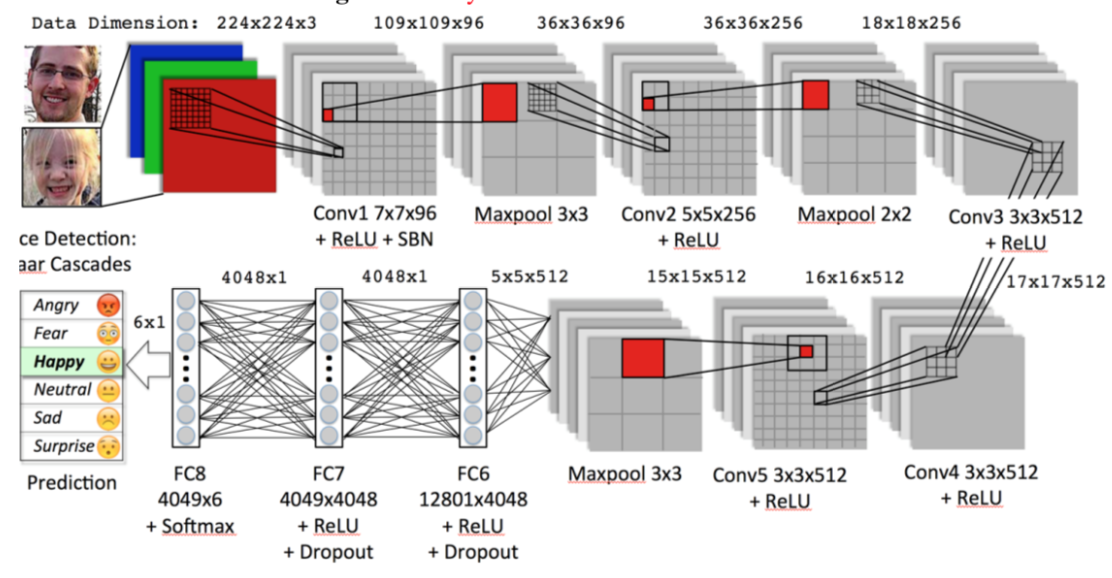 Data Dimension: 224x224x3 109x109x96 36x36x96 36x36x256 18x18x256
Conv1 7x7x96
+ ReLU + SBN
Maxpool 3x3
Conv2 5x5x256
+ ReLU
Maxpool 2x2
Conv3 3x3x512
+ ReLU
ce Detection:
aar Cascades
4048x1 4048x1 5x5x512 15x15x512 16x16x512 17x17x512
Angry
Fear
Happy
Neutral
Sad
Surprise
6x1
Prediction
FC8
4049x6
+ Softmax
FC7
4049x4048
+ ReLU
+ Dropout
FC6
12801x4048
+ ReLU
+ Dropout
Maxpool 3x3
Conv5 3x3x512
+ ReLU
Conv4 3x3x512
+ ReLU